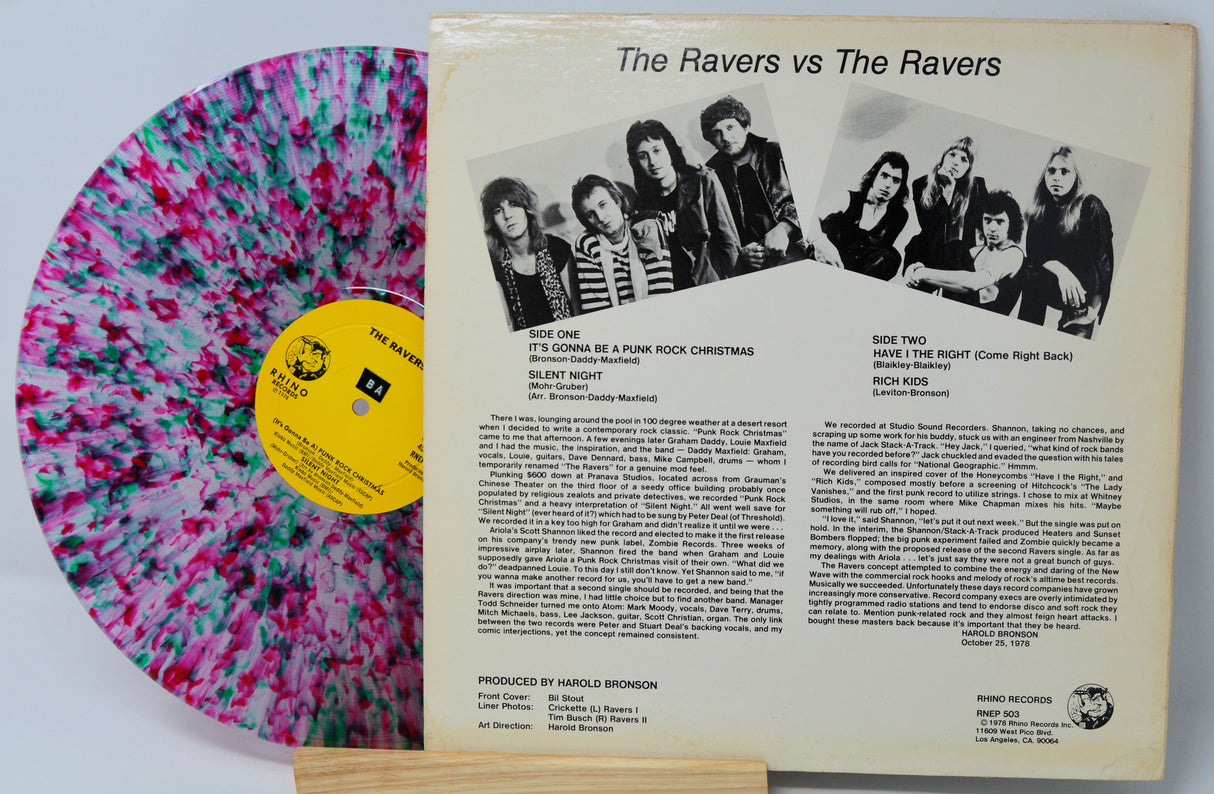 The Ravers vs The Ravers
SIDE ONE
IT'S GONNA BE A PUNK ROCK CHRISTMAS
(Bronson-Daddy-Maxfield)
SILENT NIGHT
(Mohr-Gruber)
(Arr. Bronson-Daddy-Maxfield)
SIDE TWO
HAVE I THE RIGHT (Come Right Back)
(Blaikley-Blaikley)
RICH KIDS
(Leviton-Bronson)
There I was, lounging around the pool in 100 degree weather at a desert resort
when I decided to write a contemporary rock classic. "Punk Rock Christmas"
came to me that afternoon. A few evenings later Graham Daddy, Louie Maxfield
and I had the music, the inspiration, and the band — Daddy Maxfield: Graham,
vocals, Louie, guitars, Dave Dennard, bass, Mike Campbell, drums — whom I
temporarily renamed "The Ravers" for a genuine mod feel.
Punking $600 down at Pranava Studios, located across from Grauman's
Chinese Theater on the third floor of a seedy office building probably once
populated by religious zealots and private detectives, we recorded "Punk Rock
Christmas" and a heavy interpretation of "Silent Night." All went well save for
"Silent Night" (ever heard of it?) which had to be sung by Peter Deal (of Threshold).
We recorded it in a key too high for Graham and didn't realize it until we were . . .
Ariola's Scott Shannon liked the record and elected to make it the first release
on his company's trendy new punk label, Zombie Records. Three weeks of
impressive airplay later, Shannon fired the band when Graham and Louie
supposedly gave Ariola a Punk Rock Christmas visit of their own. "What did we
do?" deadpanned Louie. To this day I still don't know. Yet Shannon said to me, "if
you wanna make another record for us, you'll have to get a new band."
It was important that a second single should be recorded, and being that the
Ravers direction was mine, I had little choice but to find another band. Manager
Todd Schneider turned me onto Atom: Mark Moody, vocals, Dave Terry, drums,
Mitch Michaels, bass, Lee Jackson, guitar, Scott Christian, organ. The only link
between the two records were Peter and Stuart Deal's backing vocals, and my
comic interjections, yet the concept remained consistent.
We recorded at Studio Sound Recorders. Shannon, taking no chances, and
scraping up some work for his buddy, stuck us with an engineer from Nashville by
the name of Jack Stack-A-Track. "Hey Jack," I queried, "what kind of rock bands
have you recorded before?" Jack chuckled and evaded the question with his tales
of recording bird calls for "National Geographic." Hmmm.
We delivered an inspired cover of the Honeycombs "Have I the Right," and
"Rich Kids," composed mostly before a screening of Hitchcock's "The Lady
Vanishes," and the first punk record to utilize strings. I chose to mix at Whitney
Studios, in the same room where Mike Chapman mixes his hits. "Maybe
something will rub off," I hoped.
"I love it," said Shannon, "let's put it out next week." But the single was put on
hold. In the interim, the Shannon/Stack-A-Track produced Heaters and Sunset
Bombers flopped; the big punk experiment failed and Zombie quickly became a
memory, along with the proposed release of the second Ravers single. As far as
my dealings with Ariola . . . let's just say they were not a great bunch of guys.
The Ravers concept attempted to combine the energy and daring of the New
Wave with the commercial rock hooks and melody of rock's alltime best records.
Musically we succeeded. Unfortunately these days record companies have grown
increasingly more conservative. Record company execs are overly intimidated by
tightly programmed radio stations and tend to endorse disco and soft rock they
can relate to. Mention punk-related rock and they almost feign heart attacks. I
bought these masters back because it's important that they be heard.
HAROLD BRONSON
October 25, 1978
PRODUCED BY HAROLD BRONSON
Front Cover: Bil Stout
Liner Photos: Crickette (L) Ravers I
Tim Busch (R) Ravers II
Art Direction: Harold Bronson
RHINO RECORDS
RNEP 503
© 1978 Rhino Records Inc.
11609 West Pico Blvd.
Los Angeles, CA. 90064
THE RAVERS
BA
RHINO
RECORDS
(It's Gonna Be A) PUNK ROCK CHRISTMAS
SILENT NIGHT